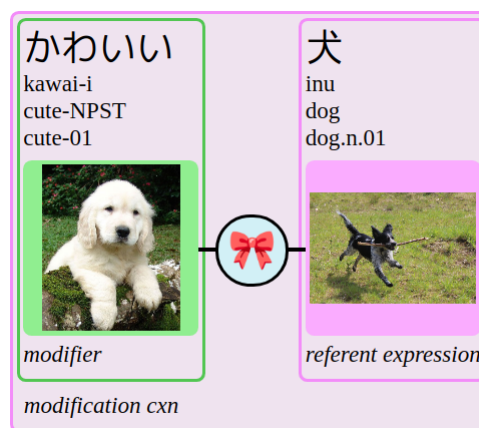 かわいい
kawai-i
cute-NPST
cute-01
modifier
犬
inu
dog
dog.n.01
referent expression
modification cxn